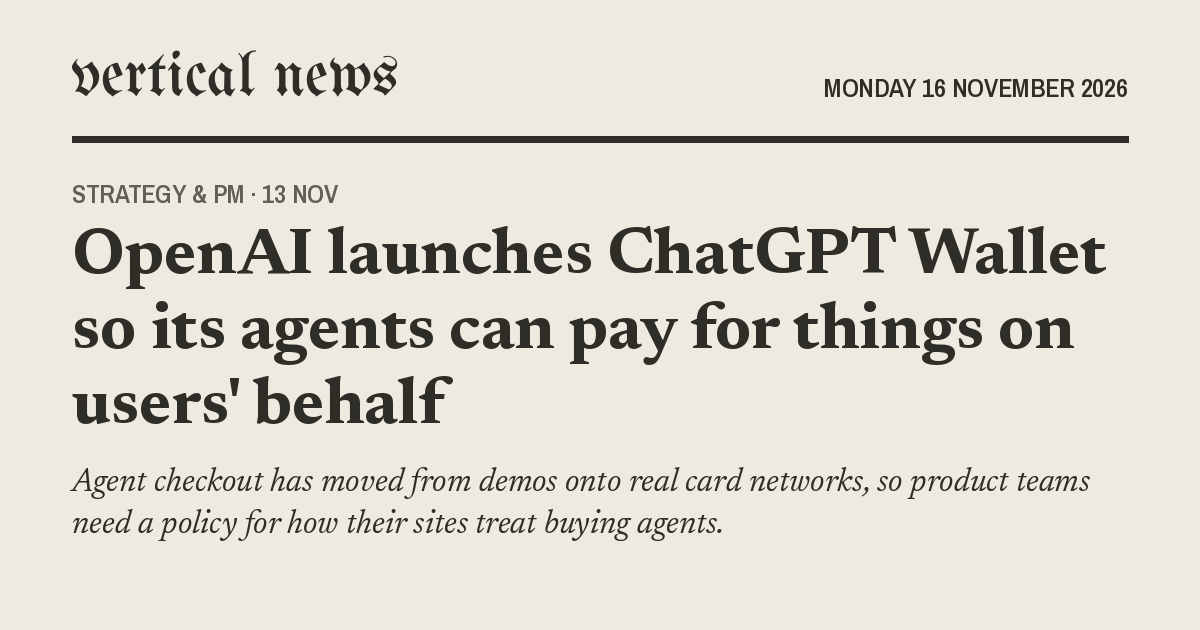 vertical news
MONDAY 16 NOVEMBER 2026
STRATEGY & PM · 13 NOV
OpenAI launches ChatGPT Wallet
so its agents can pay for things on
users' behalf
Agent checkout has moved from demos onto real card networks, so product teams
need a policy for how their sites treat buying agents.